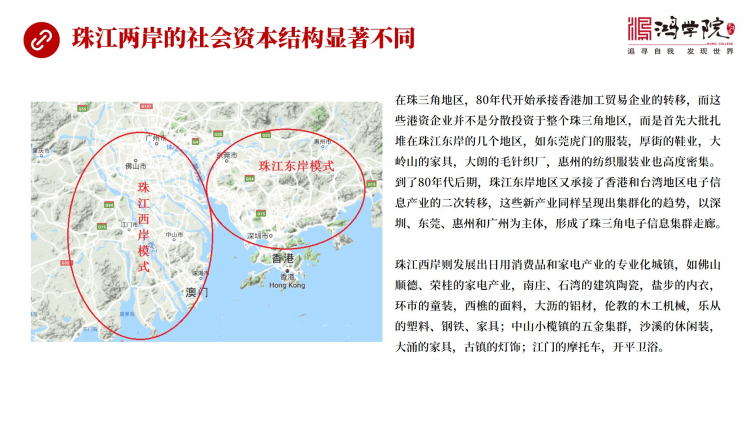 珠江两岸的社会资本结构显著不同
鸿学院
HONG COLLEGE
追寻自我 发现世界
在珠三角地区，80年代开始承接香港加工贸易企业的转移，而这
些港资企业并不是分散投资于整个珠三角地区，而是首先大批扎
堆在珠江东岸的几个地区，如东莞虎门的服装，厚街的鞋业，大
岭山的家具，大朗的毛针织厂，惠州的纺织服装业也高度密集。
到了80年代后期，珠江东岸地区又承接了香港和台湾地区电子信
息产业的二次转移，这些新产业同样呈现出集群化的趋势，以深
圳、东莞、惠州和广州为主体，形成了珠三角电子信息集群走廊。
珠江西岸则发展出日用消费品和家电产业的专业化城镇，如佛山
顺德、荣桂的家电产业，南庄、石湾的建筑陶瓷，盐步的内衣，
环市的童装，西樵的面料，大沥的铝材，伦教的木工机械，乐从
的塑料、钢铁、家具；中山小榄镇的五金集群，沙溪的休闲装，
大涌的家具，古镇的灯饰；江门的摩托车，开平卫浴。
珠江东岸模式
珠江西岸模式
广州市
惠州市
肇庆市
佛山市
东莞市
江门市
中山市
深圳市
珠海市
香港
香港
Hong Kong
澳门